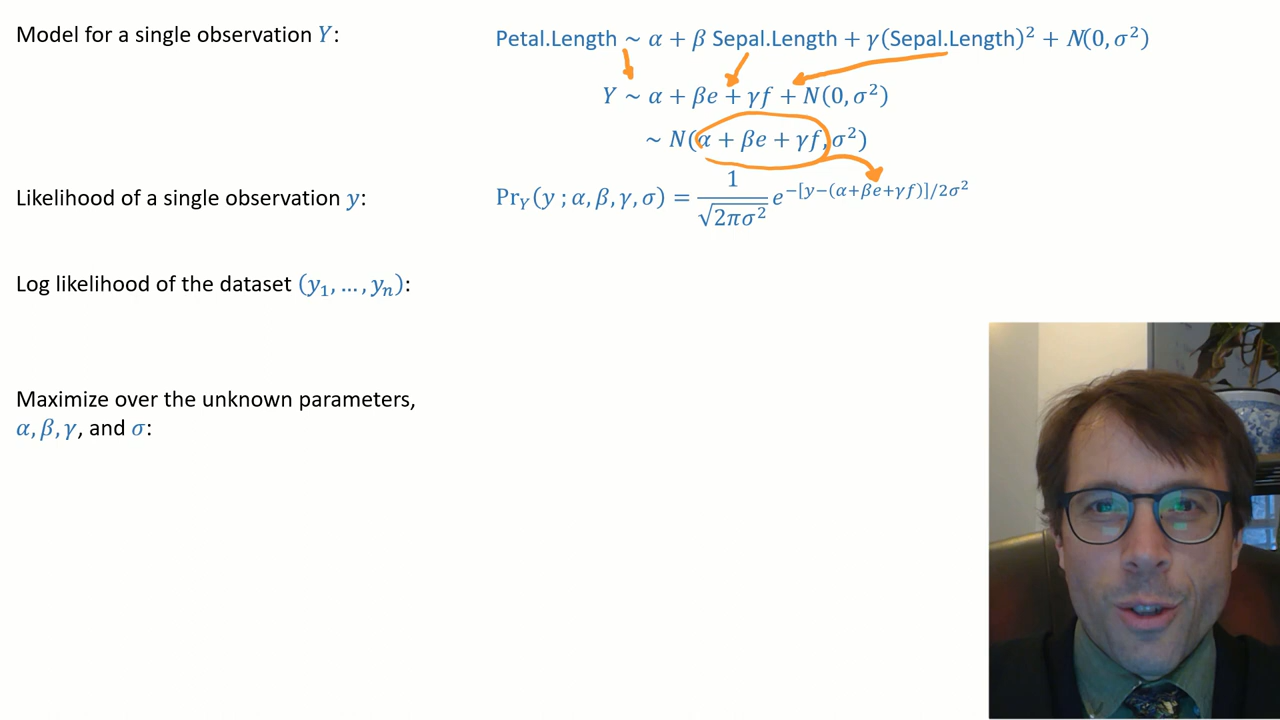 Model for a single observation Y:
Petal.Length ~ α + β Sepal.Length + γ(Sepal.Length)² + N(0, σ²)
Y ~ α + βe + γf + N(0, σ²)
~ N(α + βe + γf, σ²)
Likelihood of a single observation y:
Pr_Y(y ; α, β, γ, σ) = 1/√(2πσ²) e^(−[y−(α+βe+γf)]/2σ²)
Log likelihood of the dataset (y₁, …, yₙ):
Maximize over the unknown parameters,
α, β, γ, and σ: